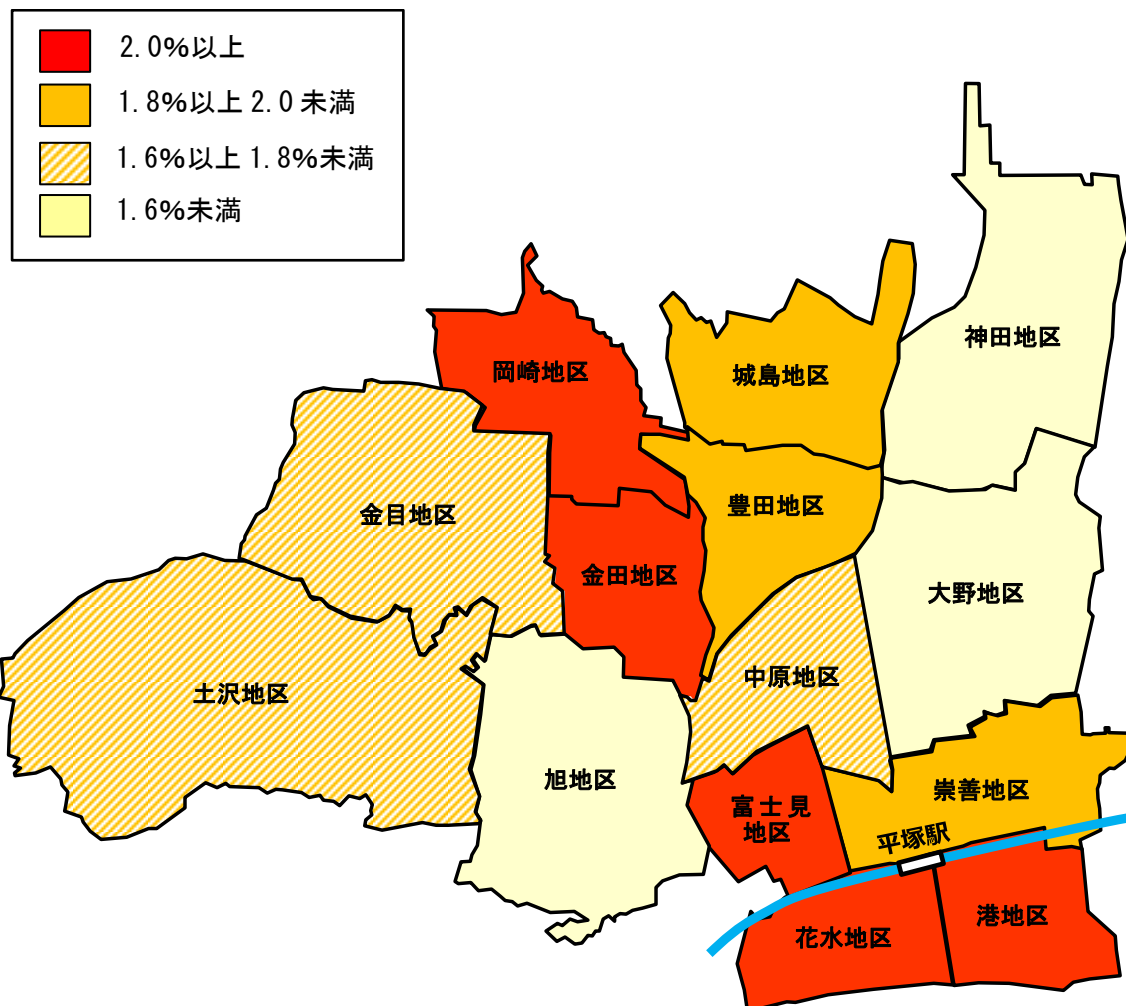 2.0%以上
1.8%以上 2.0 未満
1.6%以上 1.8%未満
1.6%未満
神田地区
岡崎地区
城島地区
豊田地区
金目地区
金田地区
大野地区
中原地区
土沢地区
旭地区
崇善地区
富士見
地区
平塚駅
港地区
花水地区